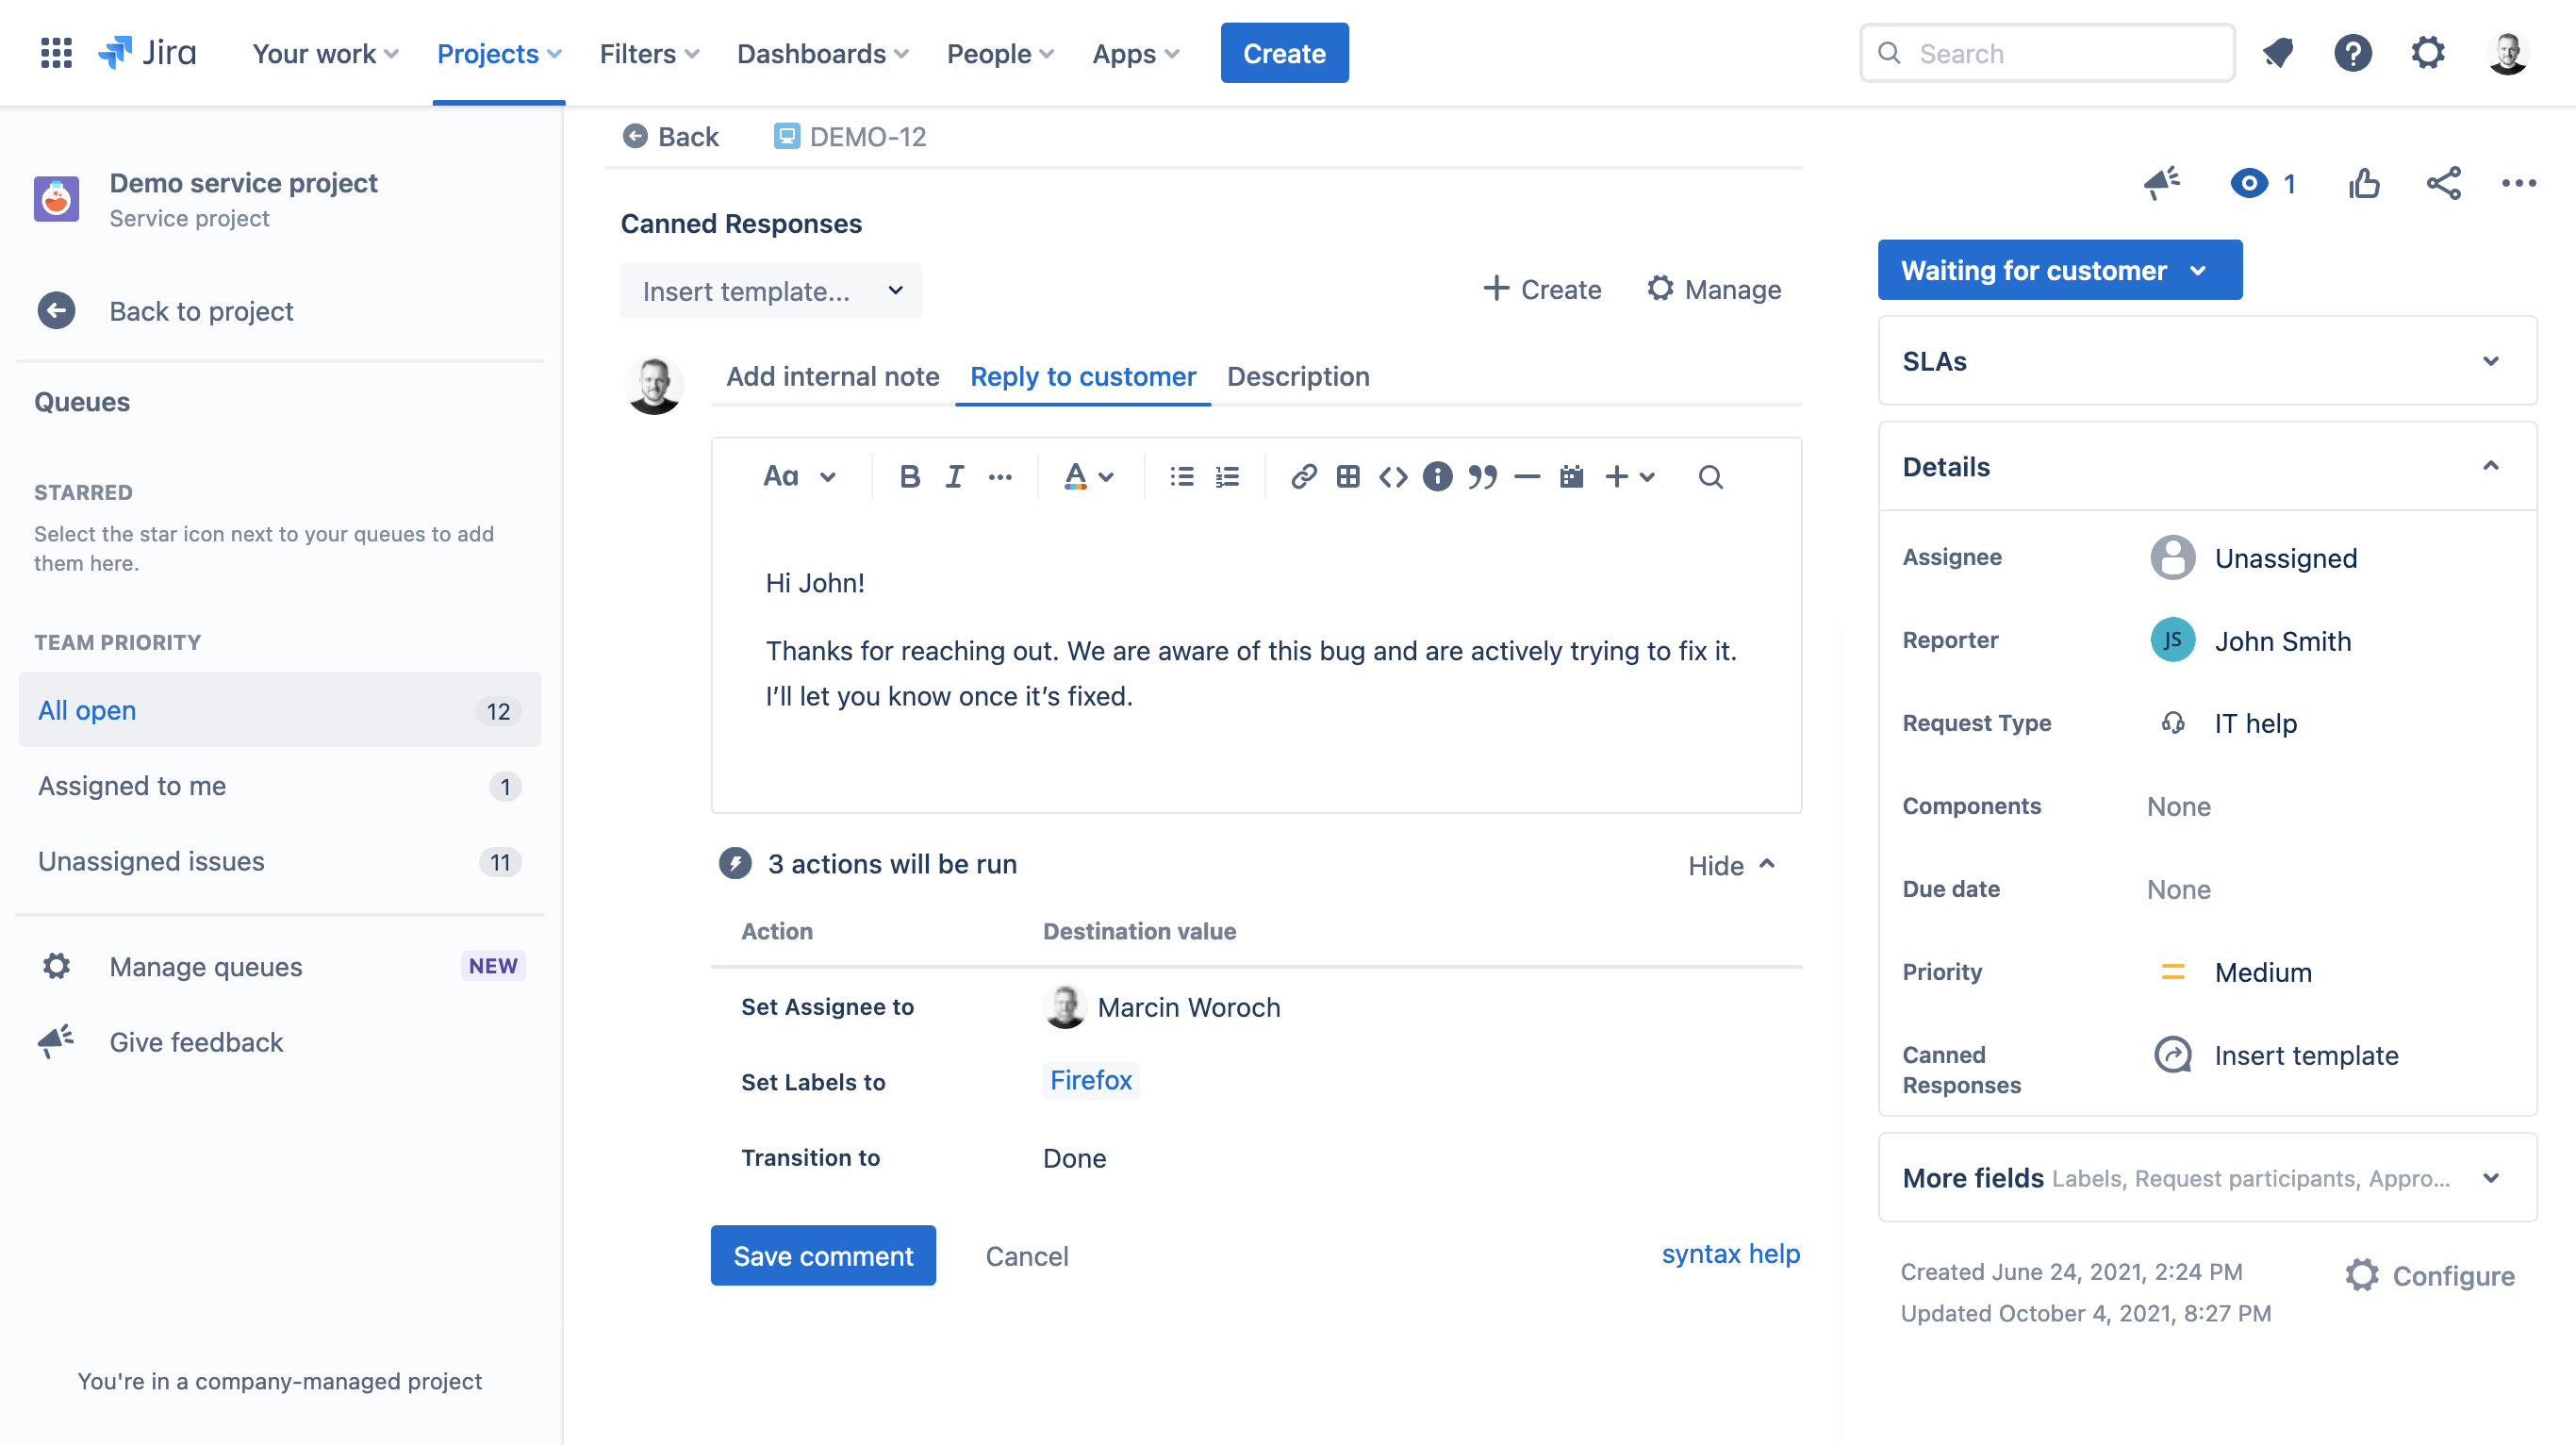 Jira
Your work
Projects
Filters
Dashboards
People
Apps
Create
Search
Demo service project
Service project
Back to project
Queues
STARRED
Select the star icon next to your queues to add
them here.
TEAM PRIORITY
All open 12
Assigned to me 1
Unassigned issues 11
Manage queues NEW
Give feedback
You're in a company-managed project
Back DEMO-12
Canned Responses
Insert template...
Create
Manage
Add internal note
Reply to customer
Description
Aa B I ... A
Hi John!
Thanks for reaching out. We are aware of this bug and are actively trying to fix it.
I’ll let you know once it’s fixed.
3 actions will be run
Hide
Action Destination value
Set Assignee to Marcin Woroch
Set Labels to Firefox
Transition to Done
Save comment
Cancel
syntax help
1
Waiting for customer
SLAs
Details
Assignee Unassigned
Reporter JS John Smith
Request Type IT help
Components None
Due date None
Priority Medium
Canned
Responses
Insert template
More fields Labels, Request participants, Appro...
Created June 24, 2021, 2:24 PM
Updated October 4, 2021, 8:27 PM
Configure